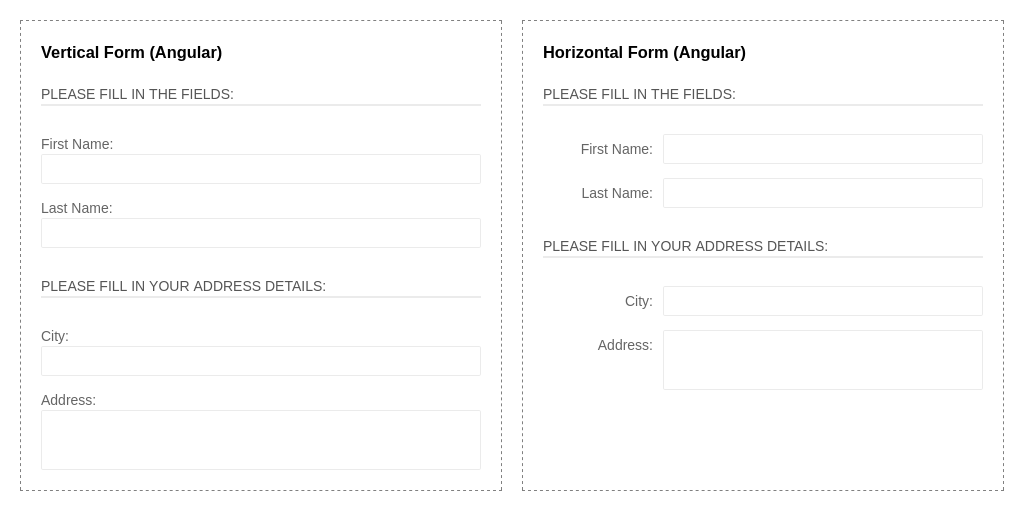 Vertical Form (Angular)
PLEASE FILL IN THE FIELDS:
First Name:
Last Name:
PLEASE FILL IN YOUR ADDRESS DETAILS:
City:
Address:
Horizontal Form (Angular)
PLEASE FILL IN THE FIELDS:
First Name:
Last Name:
PLEASE FILL IN YOUR ADDRESS DETAILS:
City:
Address: